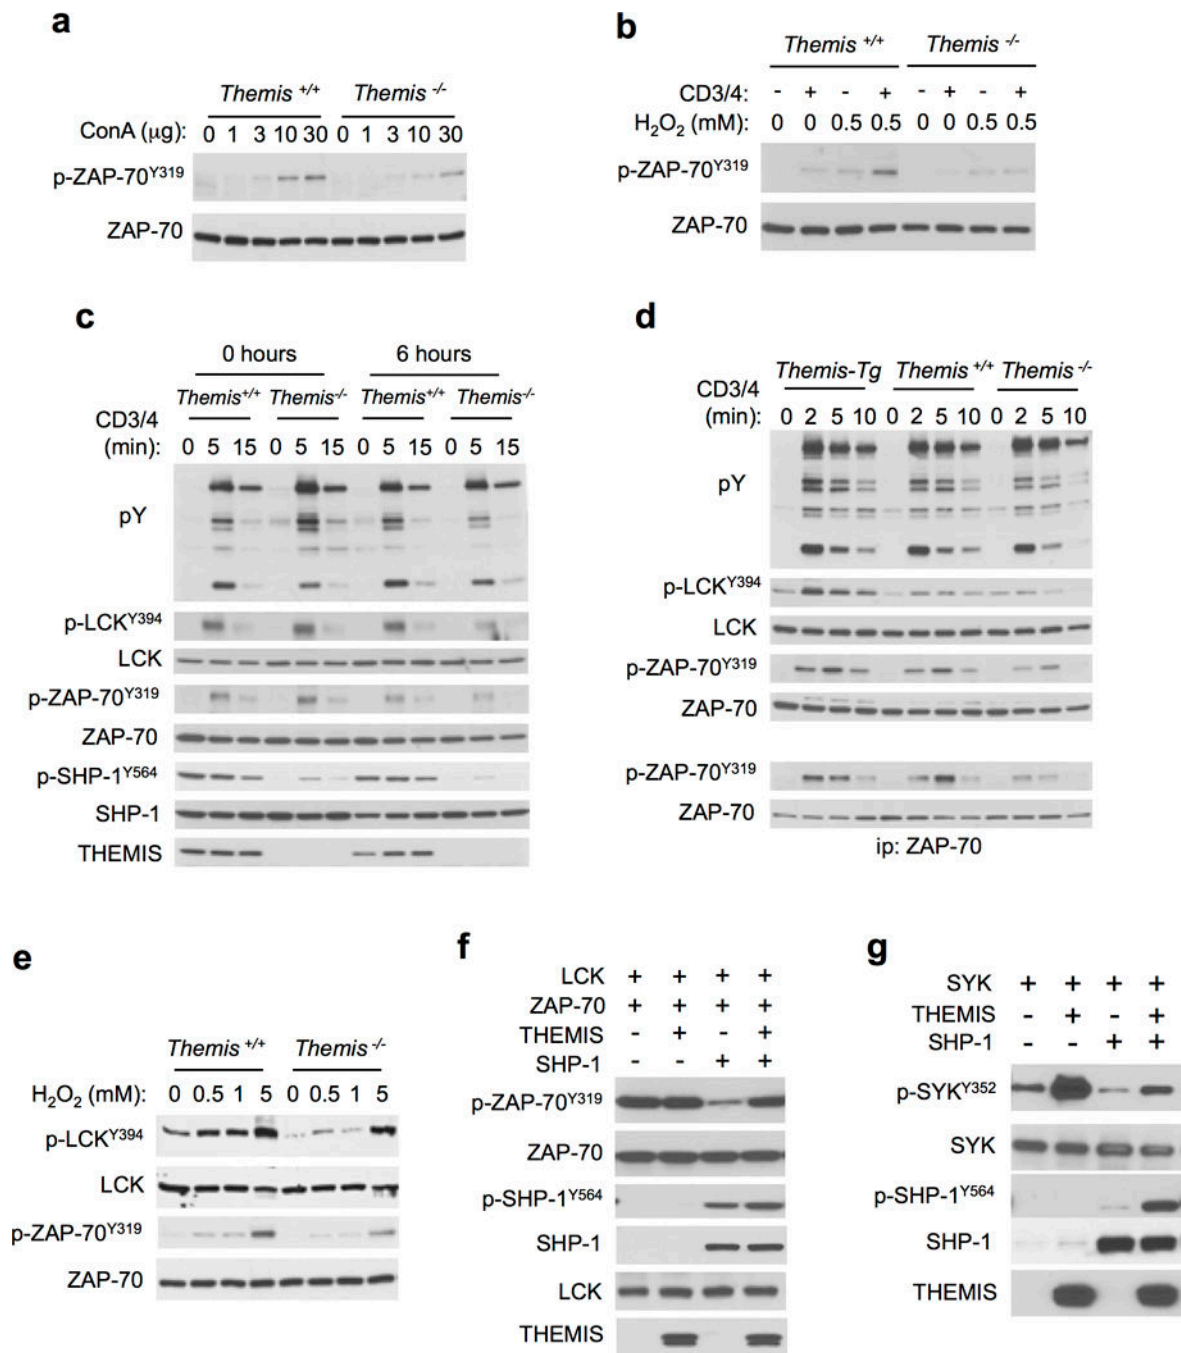 a
Themis +/+ Themis -/-
ConA (µg): 0 1 3 10 30 0 1 3 10 30
p-ZAP-70Y319
ZAP-70
b
Themis +/+ Themis -/-
CD3/4: - + - + - + - +
H2O2 (mM): 0 0 0.5 0.5 0 0 0.5 0.5
p-ZAP-70Y319
ZAP-70
c
0 hours 6 hours
Themis+/+ Themis-/- Themis+/+ Themis-/-
CD3/4
(min): 0 5 15 0 5 15 0 5 15 0 5 15
pY
p-LCKY394
LCK
p-ZAP-70Y319
ZAP-70
p-SHP-1Y564
SHP-1
THEMIS
d
Themis-Tg Themis +/+ Themis -/-
CD3/4
(min): 0 2 5 10 0 2 5 10 0 2 5 10
pY
p-LCKY394
LCK
p-ZAP-70Y319
ZAP-70
p-ZAP-70Y319
ZAP-70
ip: ZAP-70
e
Themis +/+ Themis -/-
H2O2 (mM): 0 0.5 1 5 0 0.5 1 5
p-LCKY394
LCK
p-ZAP-70Y319
ZAP-70
f
LCK + + + +
ZAP-70 + + + +
THEMIS - + - +
SHP-1 - - + +
p-ZAP-70Y319
ZAP-70
p-SHP-1Y564
SHP-1
LCK
THEMIS
g
SYK + + + +
THEMIS - + - +
SHP-1 - - + +
p-SYKY352
SYK
p-SHP-1Y564
SHP-1
THEMIS